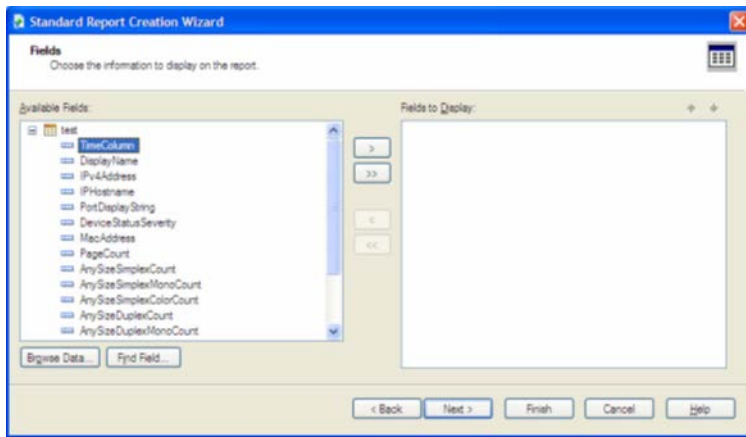 Standard Report Creation Wizard
Fields
Choose the information to display on the report.
Available Fields:
Fields to Display:
test
TimeColumn
DisplayName
IPv4Address
IPHostname
PortDisplayString
DeviceStatusSeverity
MacAddress
PageCount
AnySizeSimplexCount
AnySizeSimplexMonoCount
AnySizeSimplexColorCount
AnySizeDuplexCount
AnySizeDuplexMonoCount
>
>>
<
<<
Browse Data... Find Field...
< Back Next > Finish Cancel Help